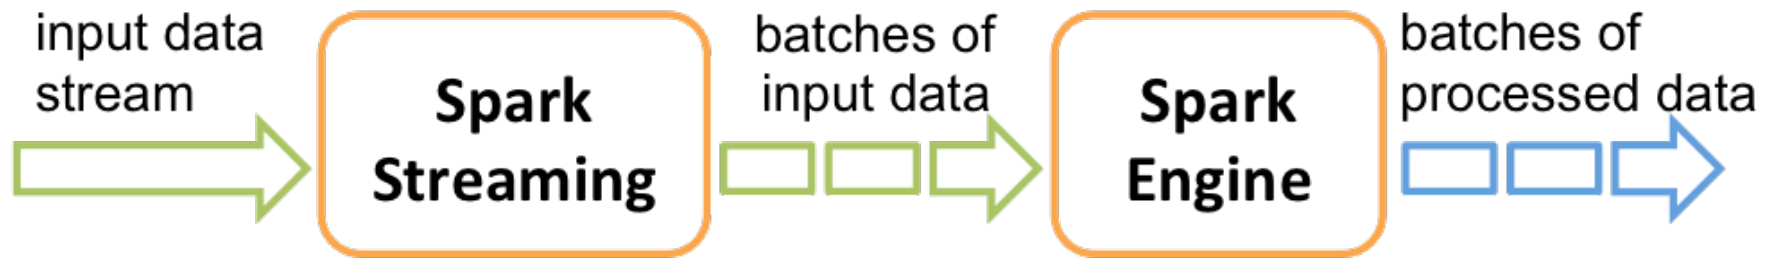 input data
stream
Spark
Streaming
batches of
input data
Spark
Engine
batches of
processed data